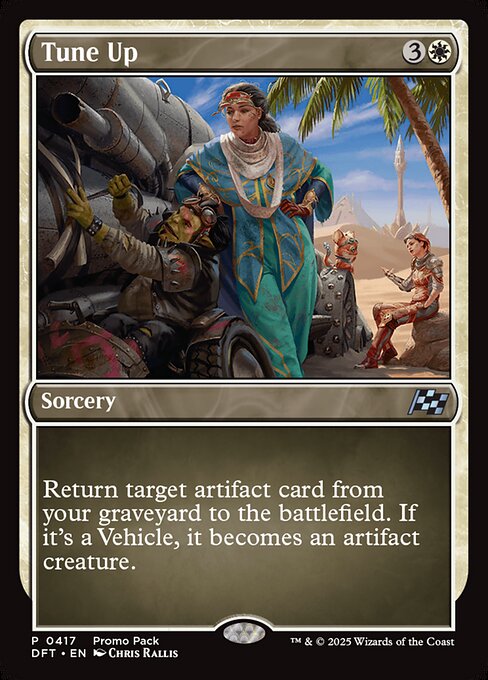 Tune Up 3
Sorcery
Return target artifact card from
your graveyard to the battlefield. If
it's a Vehicle, it becomes an artifact
creature.
P 0417 Promo Pack
DFT • EN Chris Rallis
™ & © 2025 Wizards of the Coast